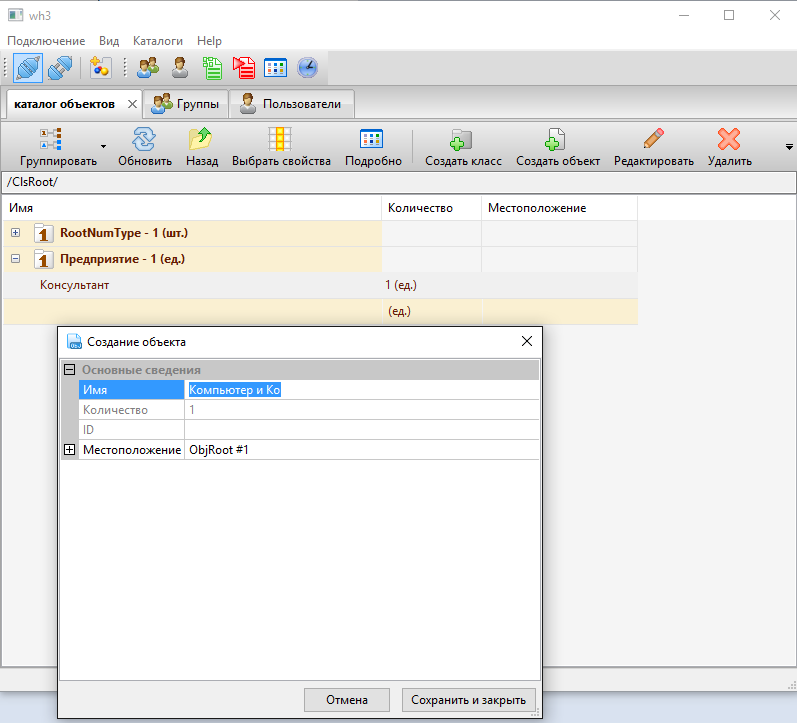 wh3
Подключение Вид Каталоги Help
каталог объектов Группы Пользователи
Группировать Обновить Назад Выбрать свойства Подробно Создать класс Создать объект Редактировать Удалить
/ClsRoot/
Имя Количество Местоположение
1 RootNumType - 1 (шт.)
1 Предприятие - 1 (ед.)
Консультант 1 (ед.)
(ед.)
Создание объекта
Основные сведения
Имя Компьютер и Ко
Количество 1
ID
Местоположение ObjRoot #1
Отмена Сохранить и закрыть